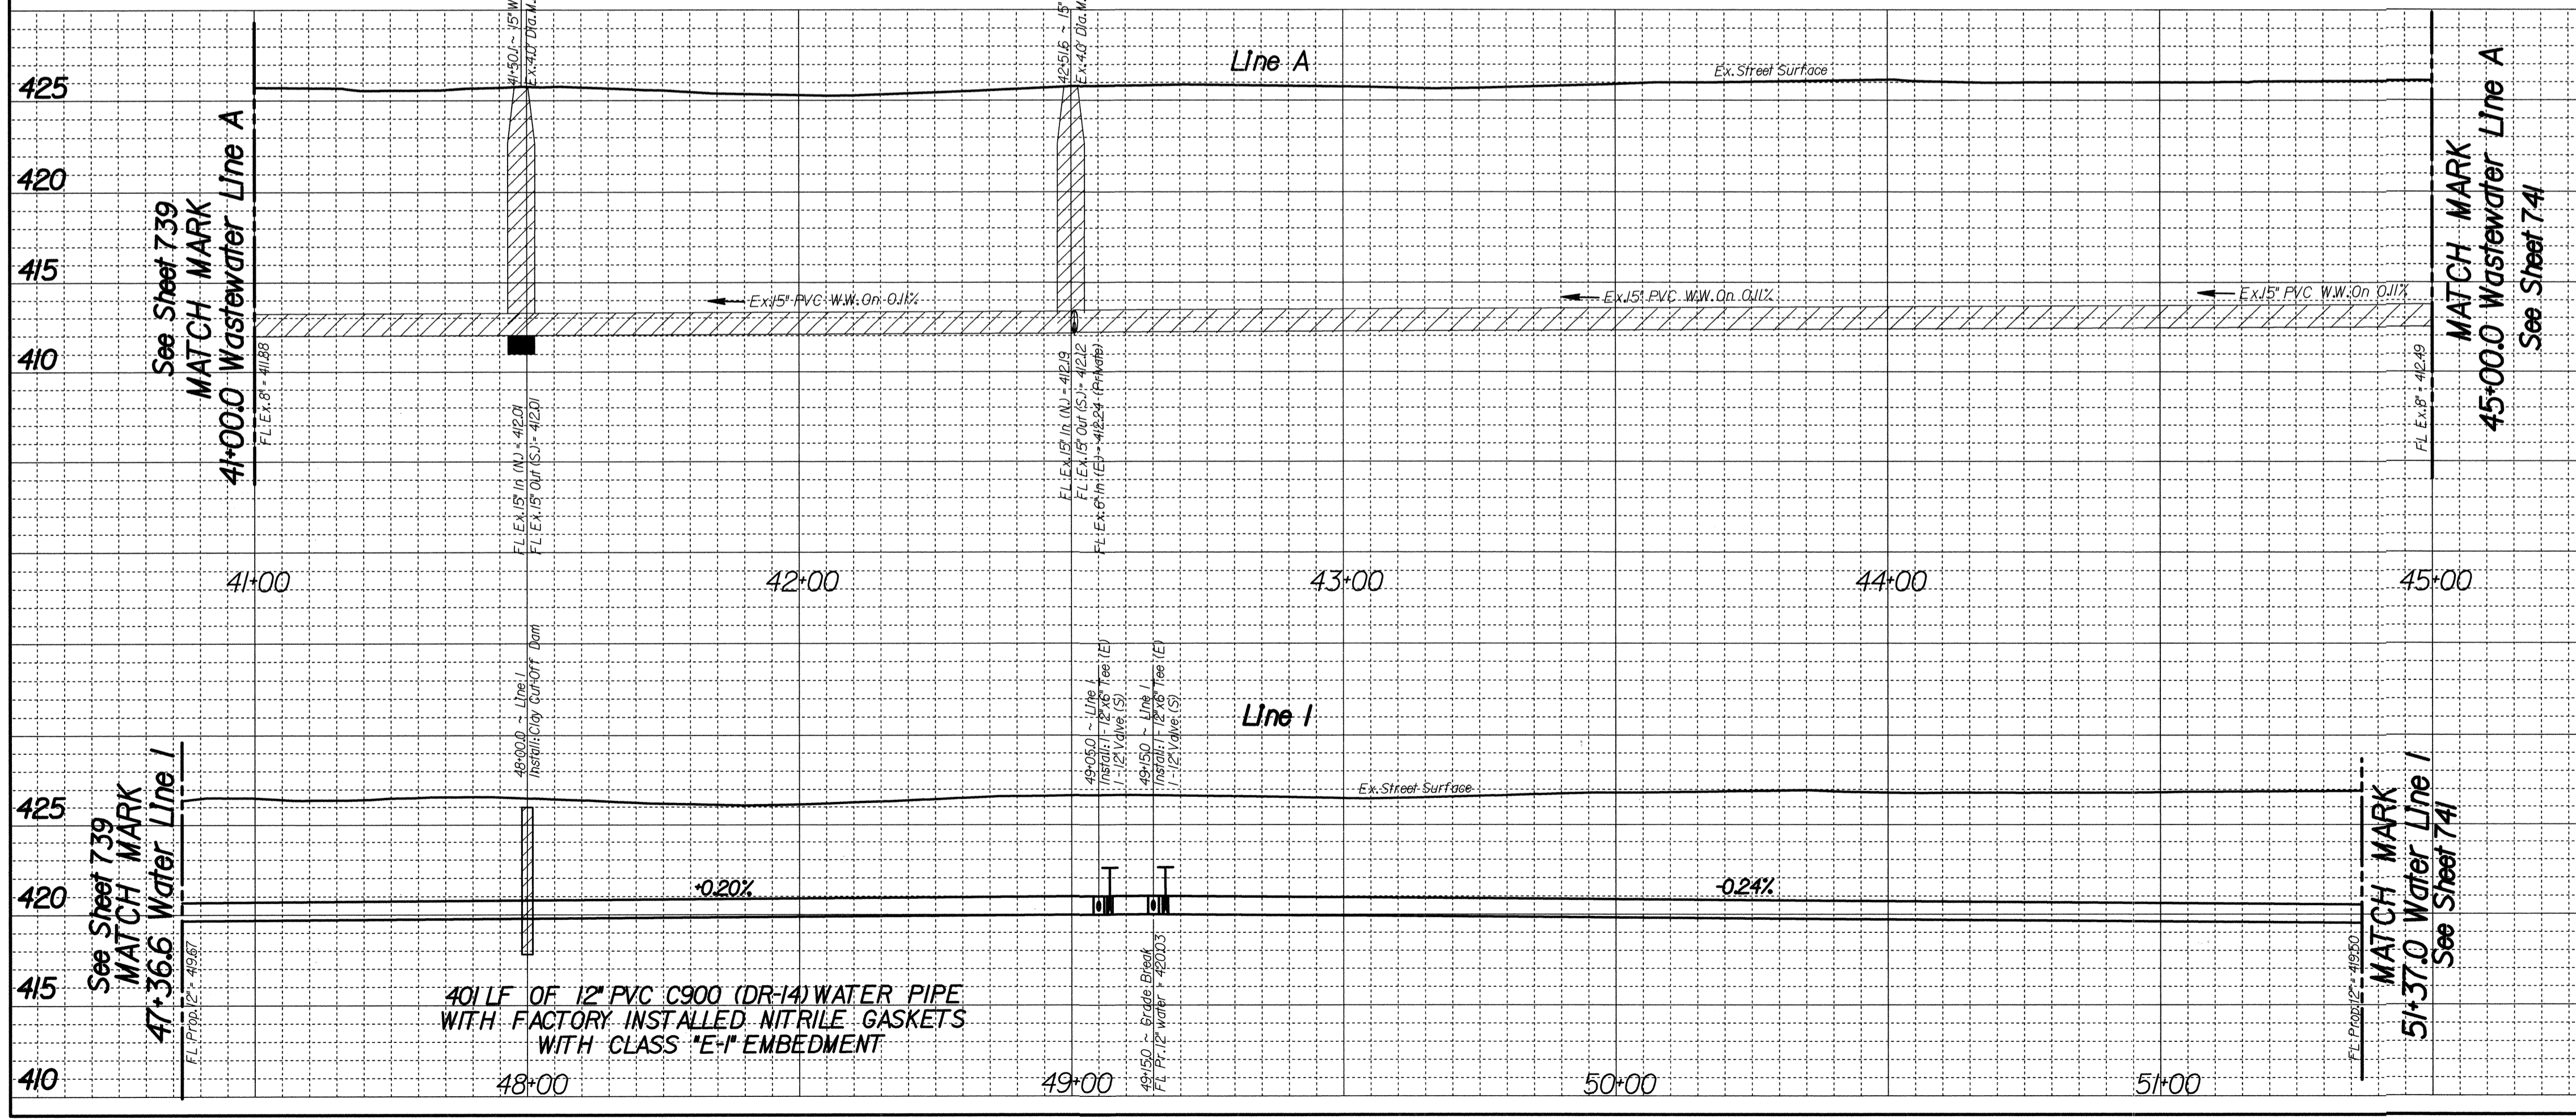 41+50.1 ~ 15" W
Ex. 4.0' Dia. M.
42+51.6 ~ 15"
Ex. 4.0' Dia. M.
Line A
Ex. Street Surface
425
420
415
410
See Sheet 739
MATCH MARK
41+00.0 Wastewater Line A
FL Ex. 8" = 411.88
Ex. 15" PVC W.W. On 0.11%
Ex. 15" PVC W.W. On 0.11%
Ex. 15" PVC W.W. On 0.11%
FL Ex. 15" In (N.) = 412.01
FL Ex. 15" Out (S.) = 412.01
FL Ex. 15" In (N.) = 412.19
FL Ex. 15" Out (S.) = 412.12
FL Ex. 6" In (E.) = 412.24 (Private)
FL Ex. 8" = 412.49
MATCH MARK
45+00.0 Wastewater Line A
See Sheet 741
41+00
42+00
43+00
44+00
45+00
48+00.0 ~ Line 1
Install: Clay Cut-Off Dam
49+05.0 ~ Line 1
Install: 1 - 12"x6" Tee (E)
1 - 12" Valve (S)
49+15.0 ~ Line 1
Install: 1 - 12"x6" Tee (E)
1 - 12" Valve (S)
Line 1
Ex. Street Surface
425
420
415
410
See Sheet 739
MATCH MARK
47+36.6 Water Line 1
FL Prop. 12" = 419.67
+0.20%
-0.24%
401 LF OF 12" PVC C900 (DR-14) WATER PIPE
WITH FACTORY INSTALLED NITRILE GASKETS
WITH CLASS "E-1" EMBEDMENT
49+15.0 ~ Grade Break
FL Pr. 12" water = 420.03
FL Prop. 12" = 419.50
MATCH MARK
51+37.0 Water Line 1
See Sheet 741
48+00
49+00
50+00
51+00